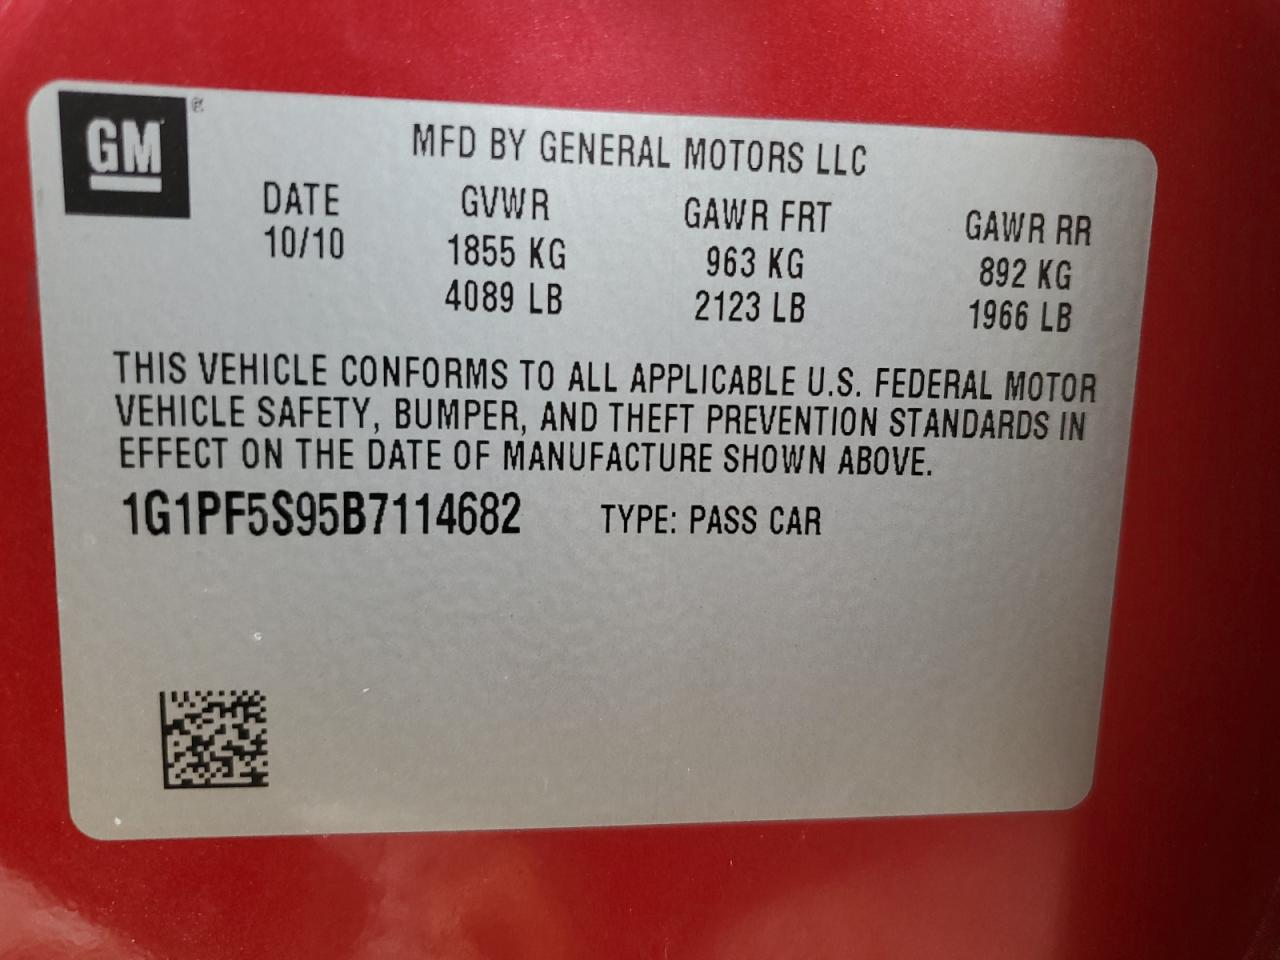 GM ®
MFD BY GENERAL MOTORS LLC
DATE GVWR GAWR FRT GAWR RR
10/10 1855 KG 963 KG 892 KG
4089 LB 2123 LB 1966 LB
THIS VEHICLE CONFORMS TO ALL APPLICABLE U.S. FEDERAL MOTOR
VEHICLE SAFETY, BUMPER, AND THEFT PREVENTION STANDARDS IN
EFFECT ON THE DATE OF MANUFACTURE SHOWN ABOVE.
1G1PF5S95B7114682 TYPE: PASS CAR